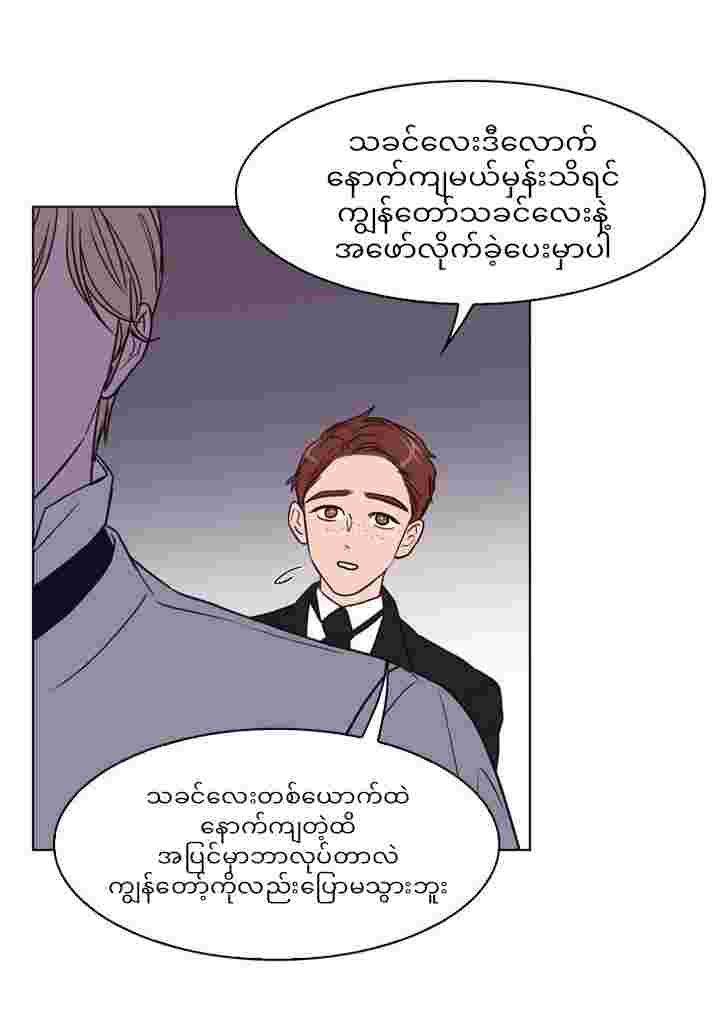 သခင်လေးဒီလောက်
နောက်ကျမယ်မှန်းသိရင်
ကျွန်တော်သခင်လေးနဲ့
အဖော်လိုက်ခဲ့ပေးမှာပါ
သခင်လေးတစ်ယောက်ထဲ
နောက်ကျတဲ့ထိ
အပြင်မှာဘာလုပ်တာလဲ
ကျွန်တော့်ကိုလည်းပြောမသွားဘူး